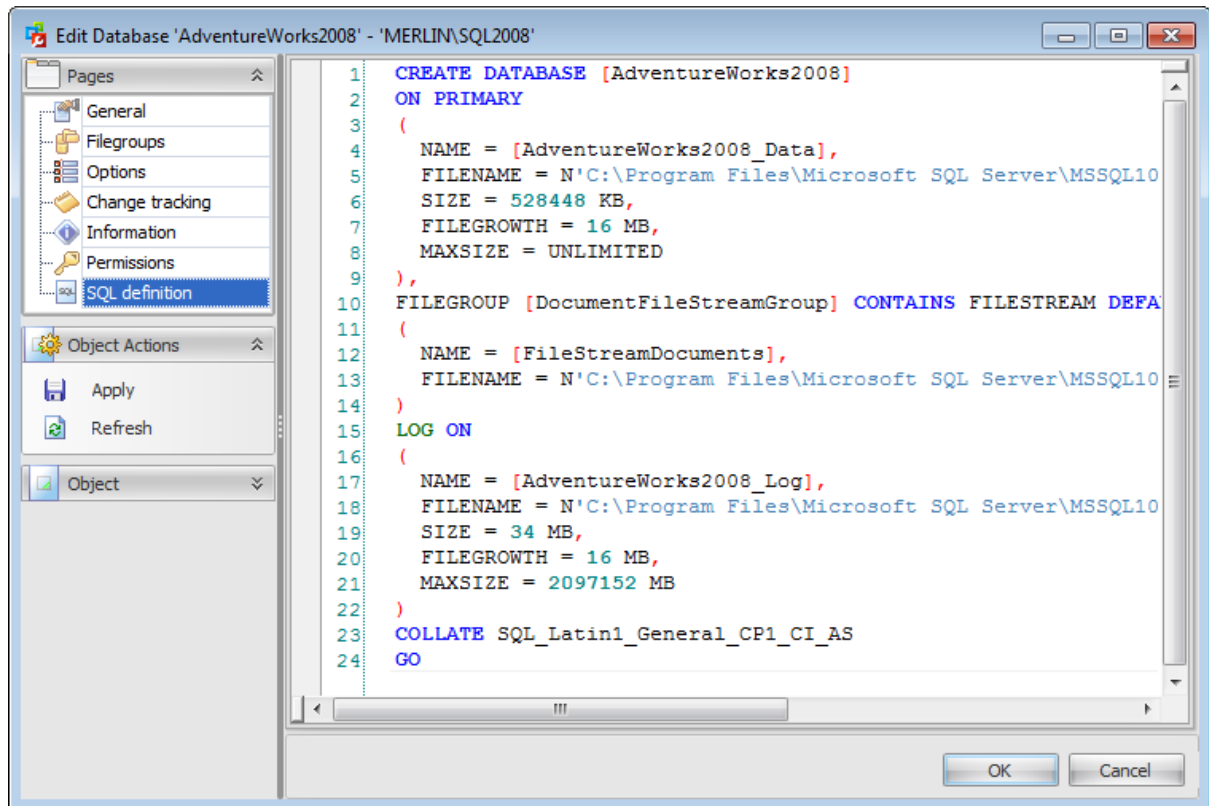 Edit Database 'AdventureWorks2008' - 'MERLIN\SQL2008'
Pages
General
Filegroups
Options
Change tracking
Information
Permissions
SQL definition
Object Actions
Apply
Refresh
Object
1 CREATE DATABASE [AdventureWorks2008]
2 ON PRIMARY
3 (
4 NAME = [AdventureWorks2008_Data],
5 FILENAME = N'C:\Program Files\Microsoft SQL Server\MSSQL10
6 SIZE = 528448 KB,
7 FILEGROWTH = 16 MB,
8 MAXSIZE = UNLIMITED
9 ),
10 FILEGROUP [DocumentFileStreamGroup] CONTAINS FILESTREAM DEFA
11 (
12 NAME = [FileStreamDocuments],
13 FILENAME = N'C:\Program Files\Microsoft SQL Server\MSSQL10
14 )
15 LOG ON
16 (
17 NAME = [AdventureWorks2008_Log],
18 FILENAME = N'C:\Program Files\Microsoft SQL Server\MSSQL10
19 SIZE = 34 MB,
20 FILEGROWTH = 16 MB,
21 MAXSIZE = 2097152 MB
22 )
23 COLLATE SQL_Latin1_General_CP1_CI_AS
24 GO
OK Cancel